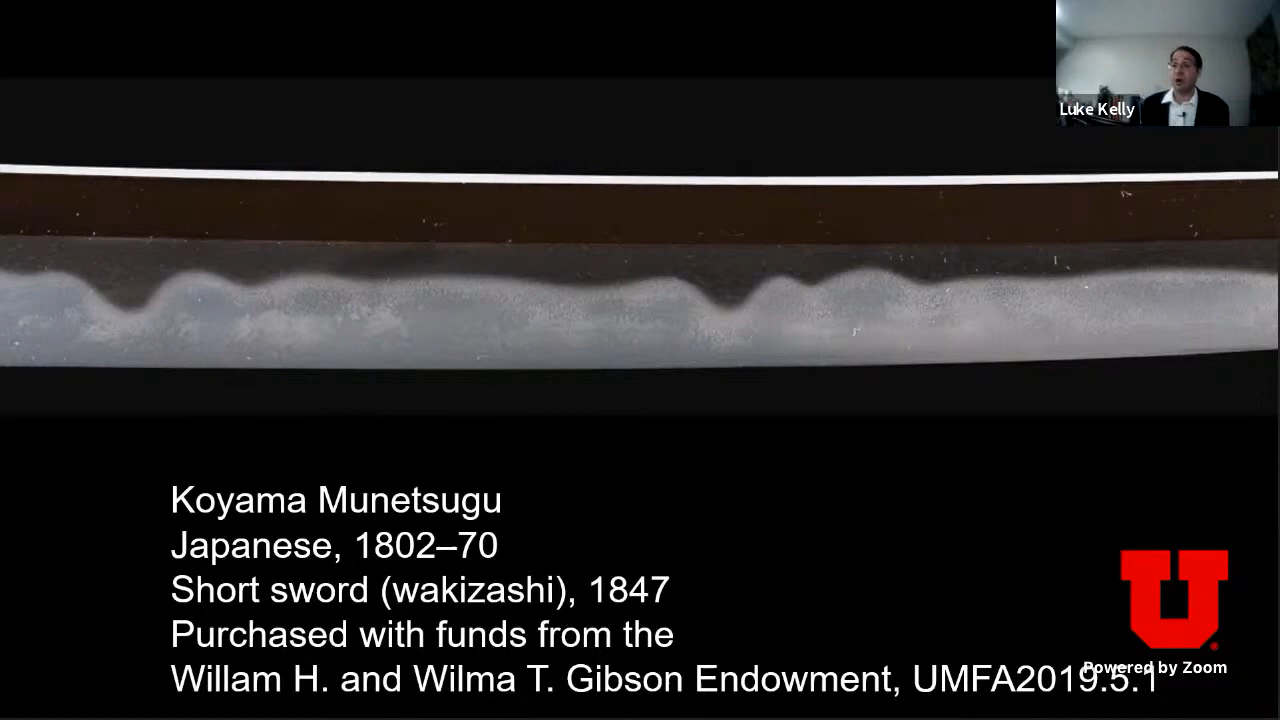 Luke Kelly
Koyama Munetsugu
Japanese, 1802–70
Short sword (wakizashi), 1847
Purchased with funds from the
Willam H. and Wilma T. Gibson Endowment, UMFA2019.5.1
U
Powered by Zoom